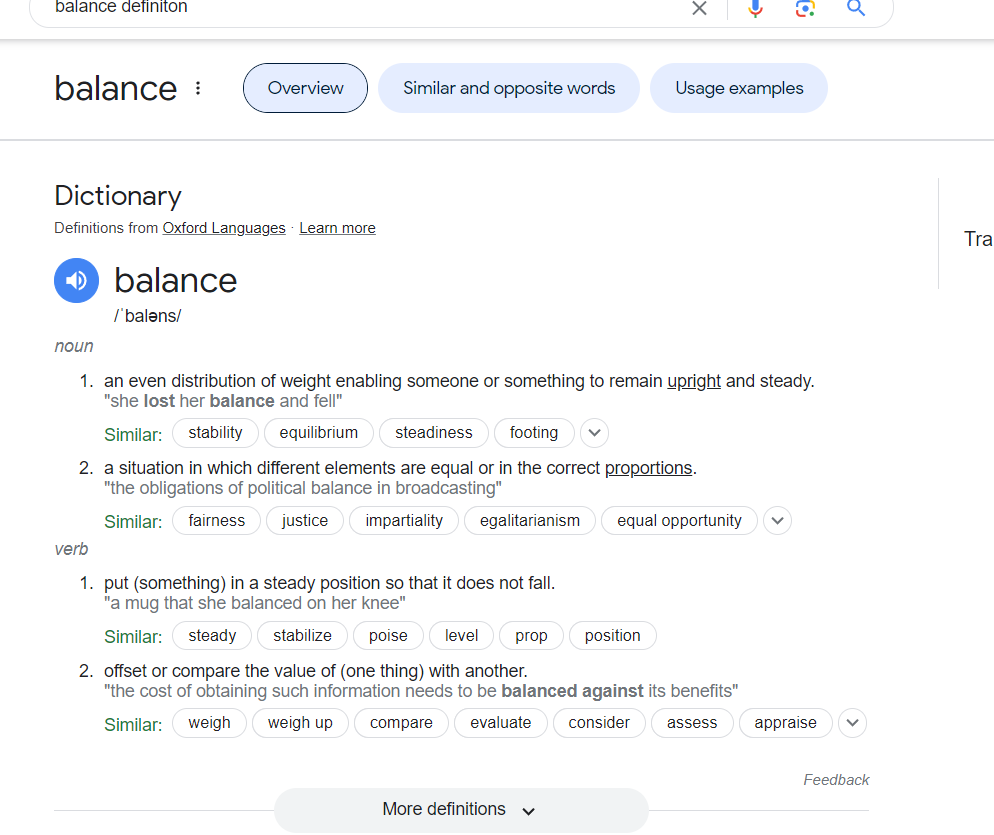 balance definiton
balance
Overview
Similar and opposite words
Usage examples
Dictionary
Definitions from Oxford Languages · Learn more
Tra
balance
/ˈbaləns/
noun
1. an even distribution of weight enabling someone or something to remain upright and steady.
"she lost her balance and fell"
Similar: stability equilibrium steadiness footing
2. a situation in which different elements are equal or in the correct proportions.
"the obligations of political balance in broadcasting"
Similar: fairness justice impartiality egalitarianism equal opportunity
verb
1. put (something) in a steady position so that it does not fall.
"a mug that she balanced on her knee"
Similar: steady stabilize poise level prop position
2. offset or compare the value of (one thing) with another.
"the cost of obtaining such information needs to be balanced against its benefits"
Similar: weigh weigh up compare evaluate consider assess appraise
Feedback
More definitions